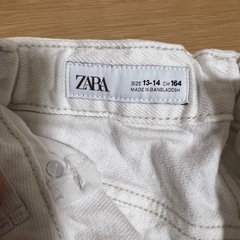 ZARA
SIZE 13-14 CM 164
MADE IN BANGLADESH